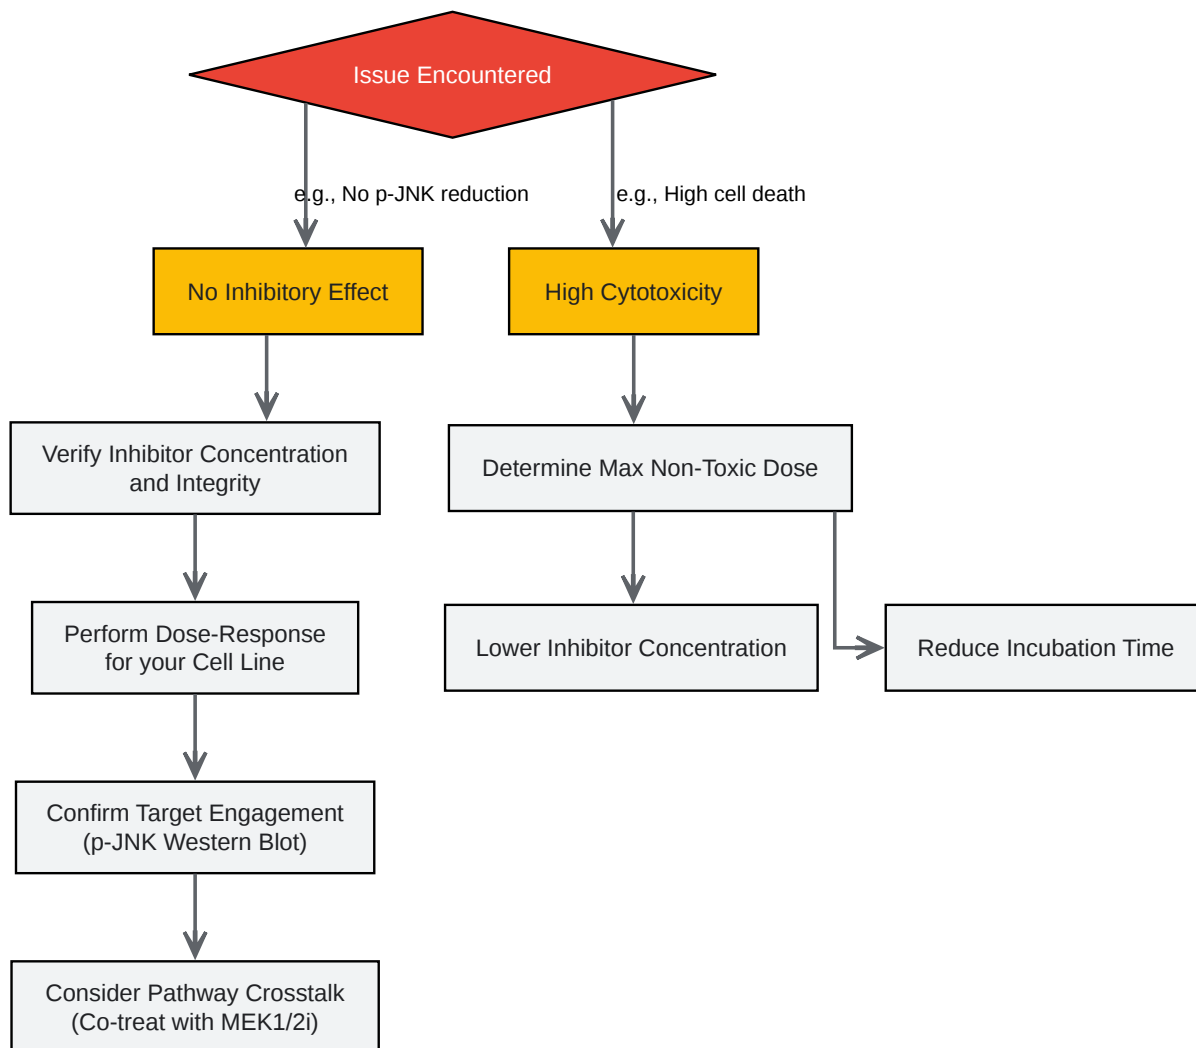 Issue Encountered
e.g., No p-JNK reduction
e.g., High cell death
No Inhibitory Effect
High Cytotoxicity
Verify Inhibitor Concentration
and Integrity
Determine Max Non-Toxic Dose
Perform Dose-Response
for your Cell Line
Lower Inhibitor Concentration
Reduce Incubation Time
Confirm Target Engagement
(p-JNK Western Blot)
Consider Pathway Crosstalk
(Co-treat with MEK1/2i)